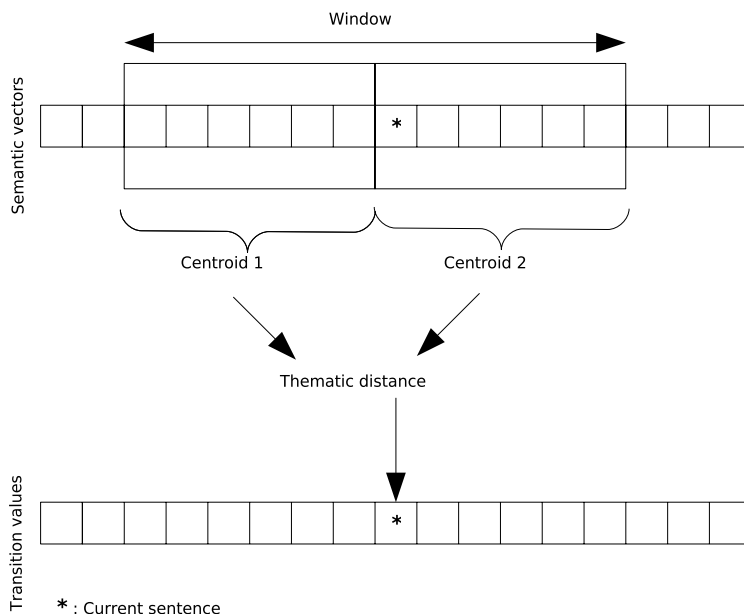 Window
Semantic vectors
*
Centroid 1
Centroid 2
Thematic distance
Transition values
*
* : Current sentence